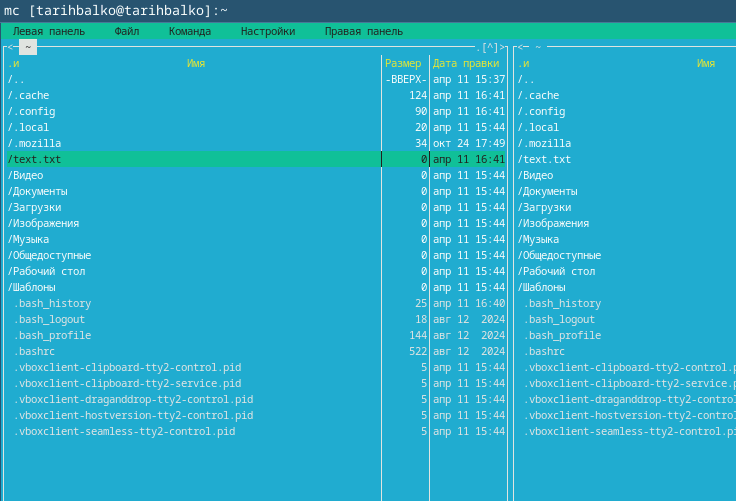 mc [tarihbalko@tarihbalko]:~
Левая панель Файл Команда Настройки Правая панель
<─ ~ .[^]> <─ ~
.и Имя Размер Дата правки .и Имя
/.. -ВВЕРХ- апр 11 15:37 /..
/.cache 124 апр 11 16:41 /.cache
/.config 90 апр 11 16:41 /.config
/.local 20 апр 11 15:44 /.local
/.mozilla 34 окт 24 17:49 /.mozilla
/text.txt 0 апр 11 16:41 /text.txt
/Видео 0 апр 11 15:44 /Видео
/Документы 0 апр 11 15:44 /Документы
/Загрузки 0 апр 11 15:44 /Загрузки
/Изображения 0 апр 11 15:44 /Изображения
/Музыка 0 апр 11 15:44 /Музыка
/Общедоступные 0 апр 11 15:44 /Общедоступные
/Рабочий стол 0 апр 11 15:44 /Рабочий стол
/Шаблоны 0 апр 11 15:44 /Шаблоны
.bash_history 25 апр 11 16:40 .bash_history
.bash_logout 18 авг 12 2024 .bash_logout
.bash_profile 144 авг 12 2024 .bash_profile
.bashrc 522 авг 12 2024 .bashrc
.vboxclient-clipboard-tty2-control.pid 5 апр 11 15:44 .vboxclient-clipboard-tty2-control.p
.vboxclient-clipboard-tty2-service.pid 5 апр 11 15:44 .vboxclient-clipboard-tty2-service.p
.vboxclient-draganddrop-tty2-control.pid 5 апр 11 15:44 .vboxclient-draganddrop-tty2-control
.vboxclient-hostversion-tty2-control.pid 5 апр 11 15:44 .vboxclient-hostversion-tty2-control
.vboxclient-seamless-tty2-control.pid 5 апр 11 15:44 .vboxclient-seamless-tty2-control.pi